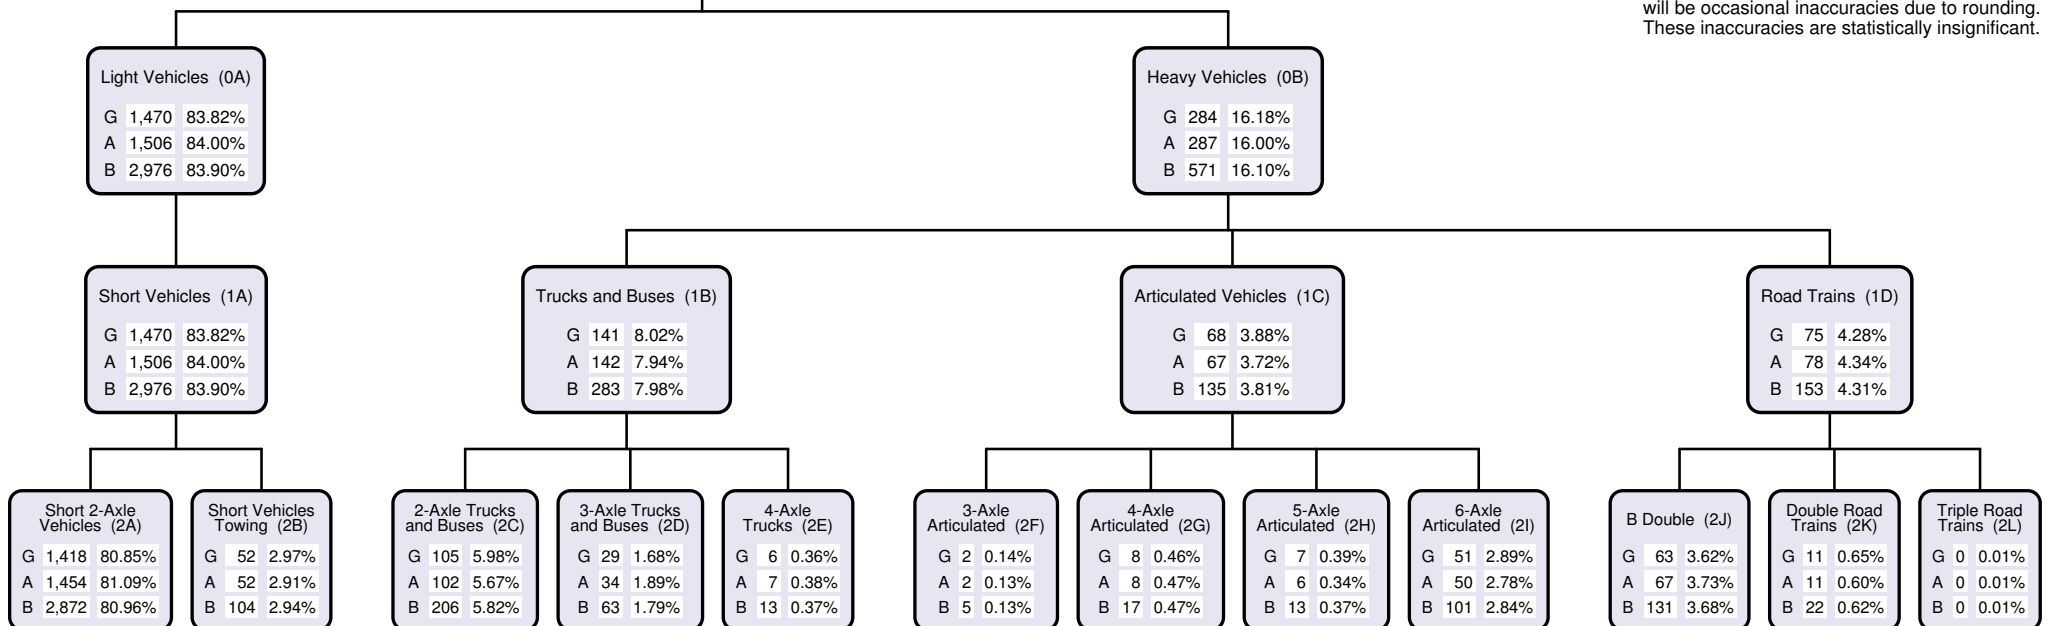 will be occasional inaccuracies due to rounding.
These inaccuracies are statistically insignificant.
Light Vehicles (0A)
G 1,470 83.82%
A 1,506 84.00%
B 2,976 83.90%
Heavy Vehicles (0B)
G 284 16.18%
A 287 16.00%
B 571 16.10%
Short Vehicles (1A)
G 1,470 83.82%
A 1,506 84.00%
B 2,976 83.90%
Trucks and Buses (1B)
G 141 8.02%
A 142 7.94%
B 283 7.98%
Articulated Vehicles (1C)
G 68 3.88%
A 67 3.72%
B 135 3.81%
Road Trains (1D)
G 75 4.28%
A 78 4.34%
B 153 4.31%
Short 2-Axle
Vehicles (2A)
G 1,418 80.85%
A 1,454 81.09%
B 2,872 80.96%
Short Vehicles
Towing (2B)
G 52 2.97%
A 52 2.91%
B 104 2.94%
2-Axle Trucks
and Buses (2C)
G 105 5.98%
A 102 5.67%
B 206 5.82%
3-Axle Trucks
and Buses (2D)
G 29 1.68%
A 34 1.89%
B 63 1.79%
4-Axle
Trucks (2E)
G 6 0.36%
A 7 0.38%
B 13 0.37%
3-Axle
Articulated (2F)
G 2 0.14%
A 2 0.13%
B 5 0.13%
4-Axle
Articulated (2G)
G 8 0.46%
A 8 0.47%
B 17 0.47%
5-Axle
Articulated (2H)
G 7 0.39%
A 6 0.34%
B 13 0.37%
6-Axle
Articulated (2I)
G 51 2.89%
A 50 2.78%
B 101 2.84%
B Double (2J)
G 63 3.62%
A 67 3.73%
B 131 3.68%
Double Road
Trains (2K)
G 11 0.65%
A 11 0.60%
B 22 0.62%
Triple Road
Trains (2L)
G 0 0.01%
A 0 0.01%
B 0 0.01%